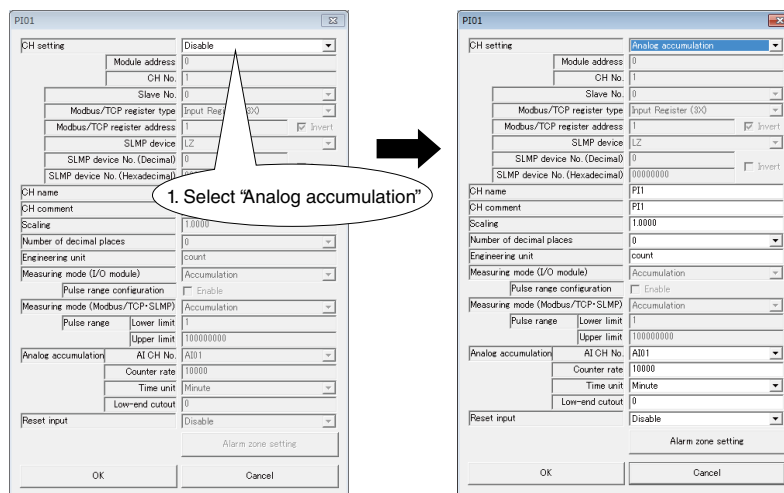 PI01
CH setting Disable
Module address 0
CH No. 1
Slave No. 0
Modbus/TCP register type Input Reg (3X)
Modbus/TCP register address 1 Invert
SLMP device LZ
SLMP device No. (Decimal) 0
SLMP device No. (Hexadecimal)
1. Select "Analog accumulation"
CH name
CH comment
Scaling 1.0000
Number of decimal places 0
Engineering unit count
Measuring mode (I/O module) Accumulation
Pulse range configuration Enable
Measuring mode (Modbus/TCP・SLMP) Accumulation
Pulse range Lower limit 1
Upper limit 100000000
Analog accumulation AI CH No. AI01
Counter rate 10000
Time unit Minute
Low-end cutout 0
Reset input Disable
Alarm zone setting
OK Cancel
PI01
CH setting Analog accumulation
Module address 0
CH No. 1
Slave No. 0
Modbus/TCP register type Input Register (3X)
Modbus/TCP register address 1 Invert
SLMP device LZ
SLMP device No. (Decimal) 0
SLMP device No. (Hexadecimal) 00000000 Invert
CH name PI1
CH comment PI1
Scaling 1.0000
Number of decimal places 0
Engineering unit count
Measuring mode (I/O module) Accumulation
Pulse range configuration Enable
Measuring mode (Modbus/TCP・SLMP) Accumulation
Pulse range Lower limit 1
Upper limit 100000000
Analog accumulation AI CH No. AI01
Counter rate 10000
Time unit Minute
Low-end cutout 0
Reset input Disable
Alarm zone setting
OK Cancel